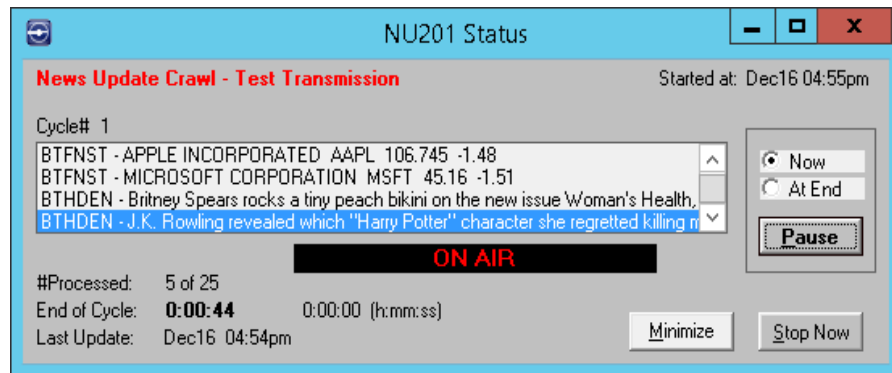 NU201 Status
News Update Crawl - Test Transmission
Started at: Dec16 04:55pm
Cycle# 1
BTFNST - APPLE INCORPORATED AAPL 106.745 -1.48
BTFNST - MICROSOFT CORPORATION MSFT 45.16 -1.51
BTHDEN - Britney Spears rocks a tiny peach bikini on the new issue Woman's Health,
BTHDEN - J.K. Rowling revealed which "Harry Potter" character she regretted killing
Now
At End
Pause
ON AIR
#Processed: 5 of 25
End of Cycle: 0:00:44 0:00:00 (h:mm:ss)
Last Update: Dec16 04:54pm
Minimize
Stop Now